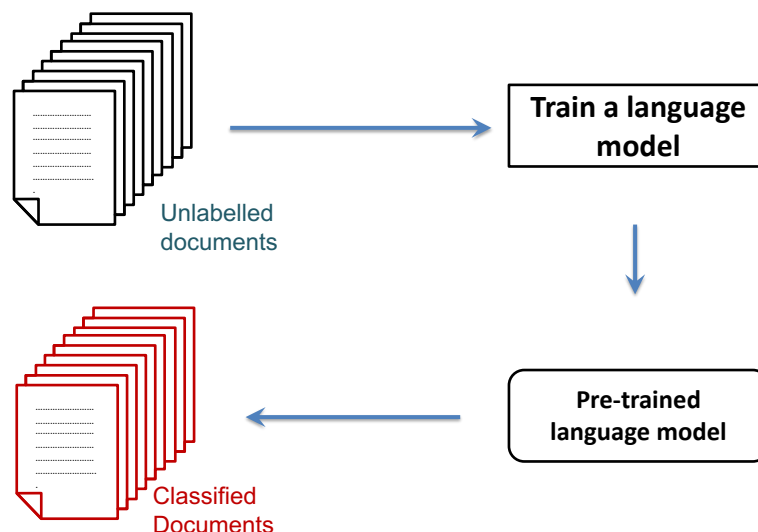 Train a language
model
Unlabelled
documents
Pre-trained
language model
Classified
Documents